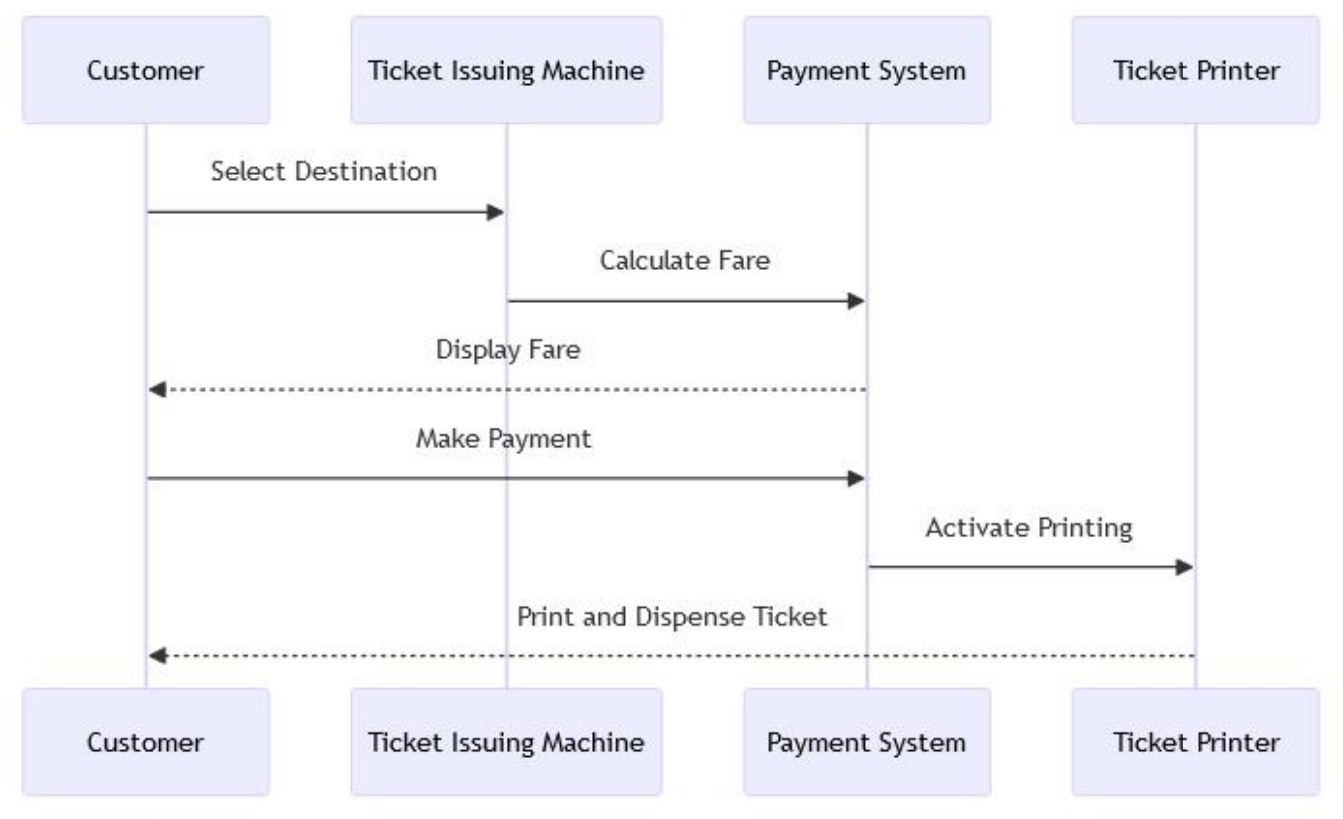 Customer
Ticket Issuing Machine
Payment System
Ticket Printer
Select Destination
Calculate Fare
Display Fare
Make Payment
Activate Printing
Print and Dispense Ticket
Customer
Ticket Issuing Machine
Payment System
Ticket Printer